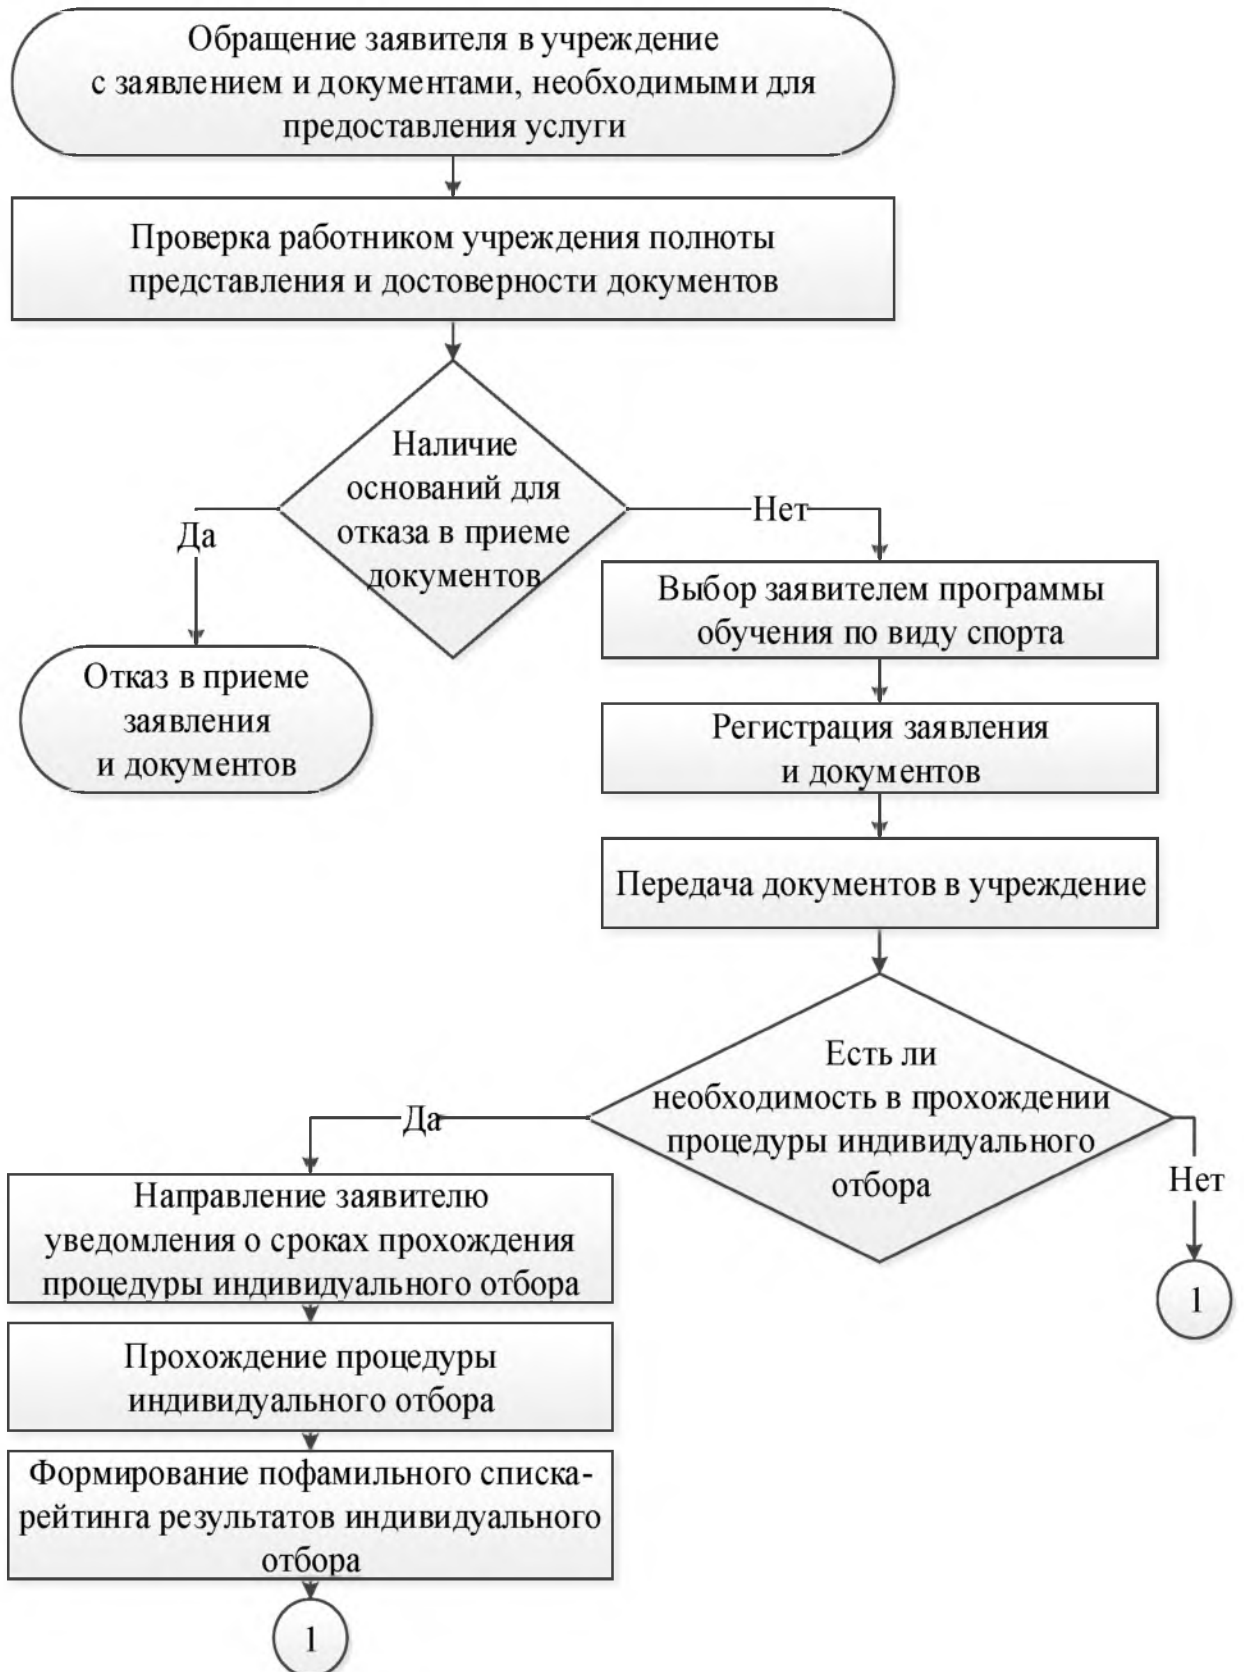 Обращение заявителя в учреждение
с заявлением и документами, необходимыми для
предоставления услуги
Проверка работником учреждения полноты
представления и достоверности документов
Наличие
оснований для
отказа в приеме
документов
Да
Нет
Отказ в приеме
заявления
и документов
Выбор заявителем программы
обучения по виду спорта
Регистрация заявления
и документов
Передача документов в учреждение
Есть ли
необходимость в прохождении
процедуры индивидуального
отбора
Да
Нет
1
Направление заявителю
уведомления о сроках прохождения
процедуры индивидуального отбора
Прохождение процедуры
индивидуального отбора
Формирование пофамильного списка-
рейтинга результатов индивидуального
отбора
1